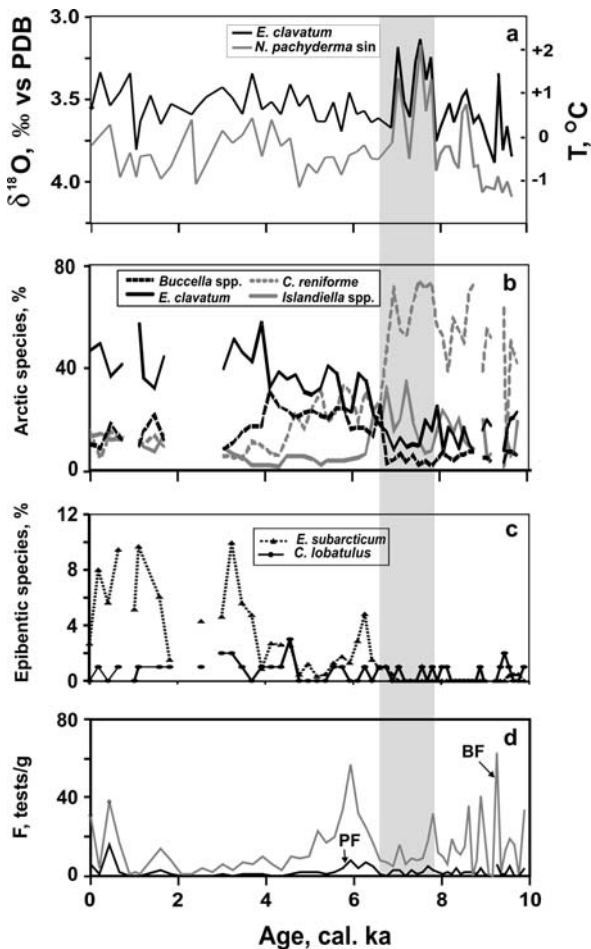 E. clavatum
N. pachyderma sin
a
3.0
3.5
4.0
δ18O, ‰ vs PDB
+2
+1
0
-1
T, °C
Buccella spp.
C. reniforme
E. clavatum
Islandiella spp.
b
80
40
0
Arctic species, %
E. subarcticum
C. lobatulus
c
12
8
4
0
Epibentic species, %
d
BF
PF
80
40
0
F, tests/g
0 2 4 6 8 10
Age, cal. ka